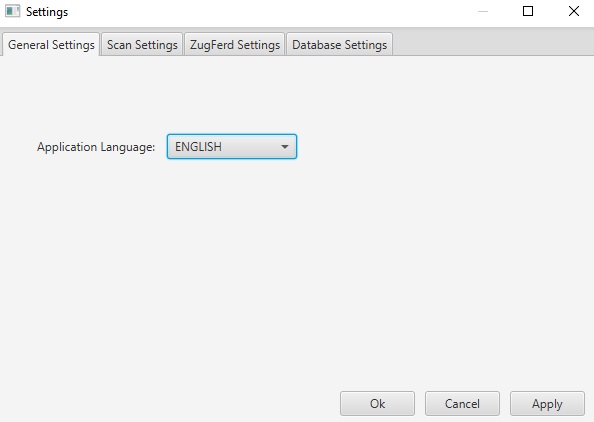 Settings
General Settings Scan Settings ZugFerd Settings Database Settings
Application Language: ENGLISH
Ok Cancel Apply